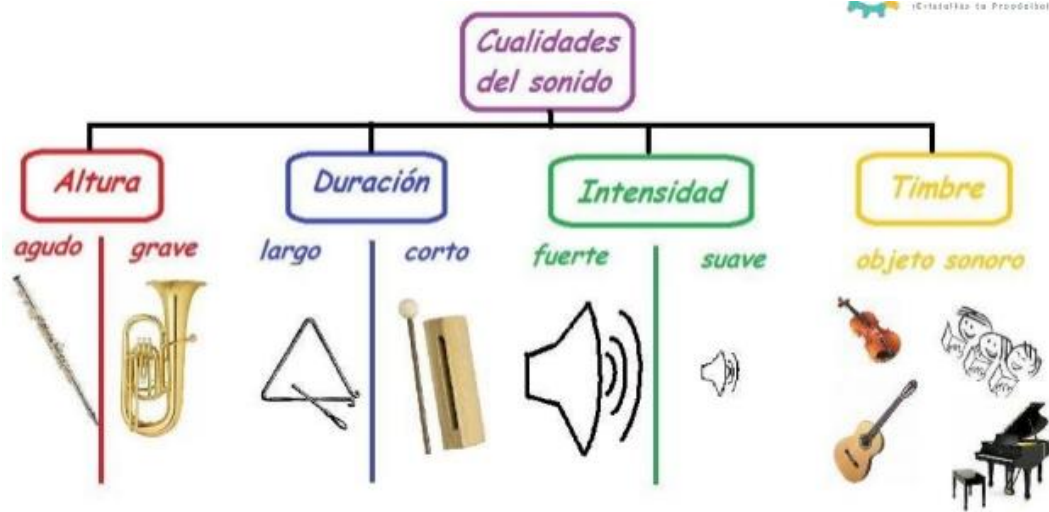 Cualidades
del sonido
Altura
Duración
Intensidad
Timbre
agudo
grave
largo
corto
fuerte
suave
objeto sonoro